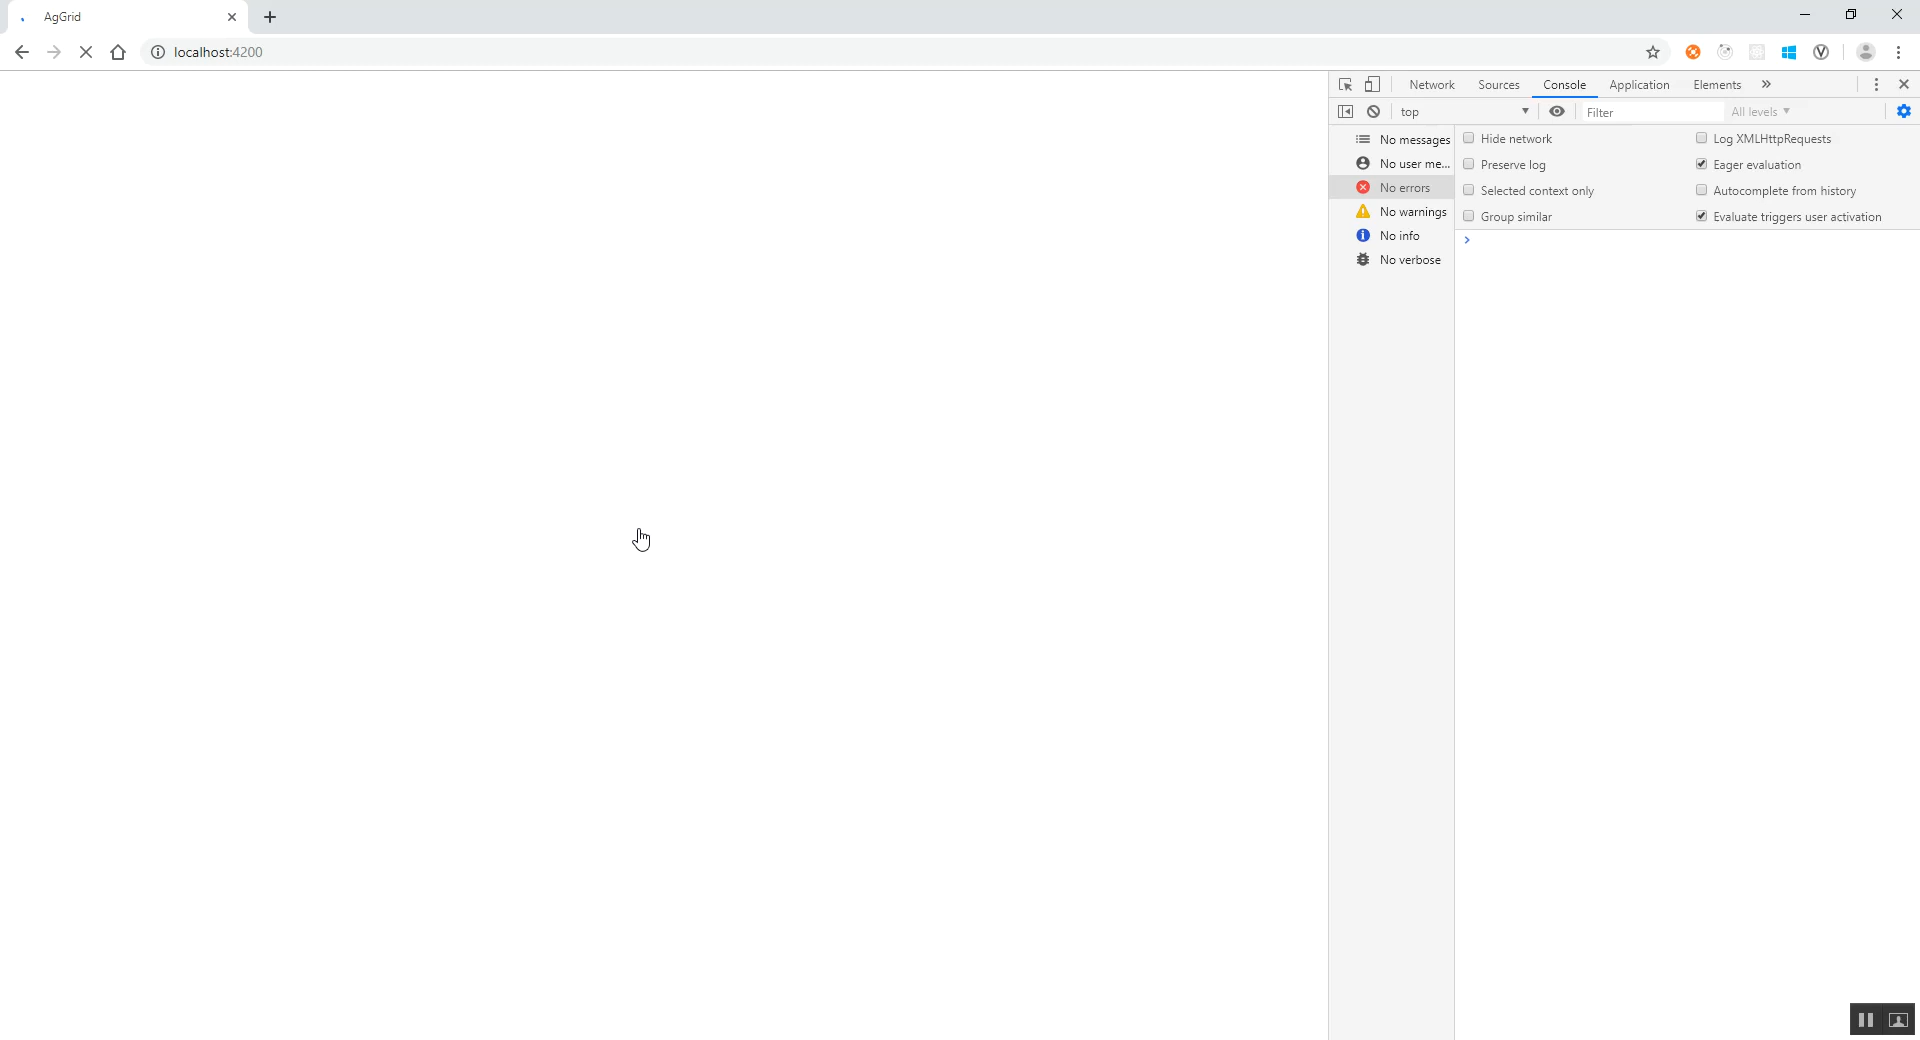 AgGrid
localhost:4200
Network Sources Console Application Elements
top Filter All levels
No messages
No user me...
No errors
No warnings
No info
No verbose
Hide network Log XMLHttpRequests
Preserve log Eager evaluation
Selected context only Autocomplete from history
Group similar Evaluate triggers user activation